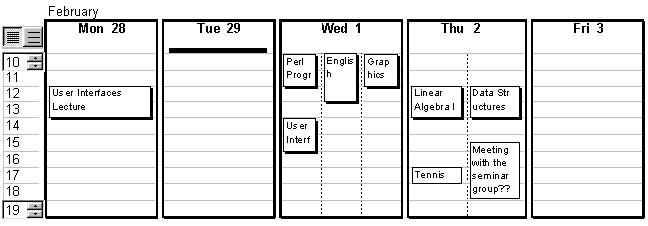 February
Mon 28
Tue 29
Wed 1
Thu 2
Fri 3
10
11
12
13
14
15
16
17
18
19
User Interfaces
Lecture
Perl
Progr
Englis
h
Grap
hics
User
Interf
Linear
Algebra I
Data Str
uctures
Tennis
Meeting
with the
seminar
group??